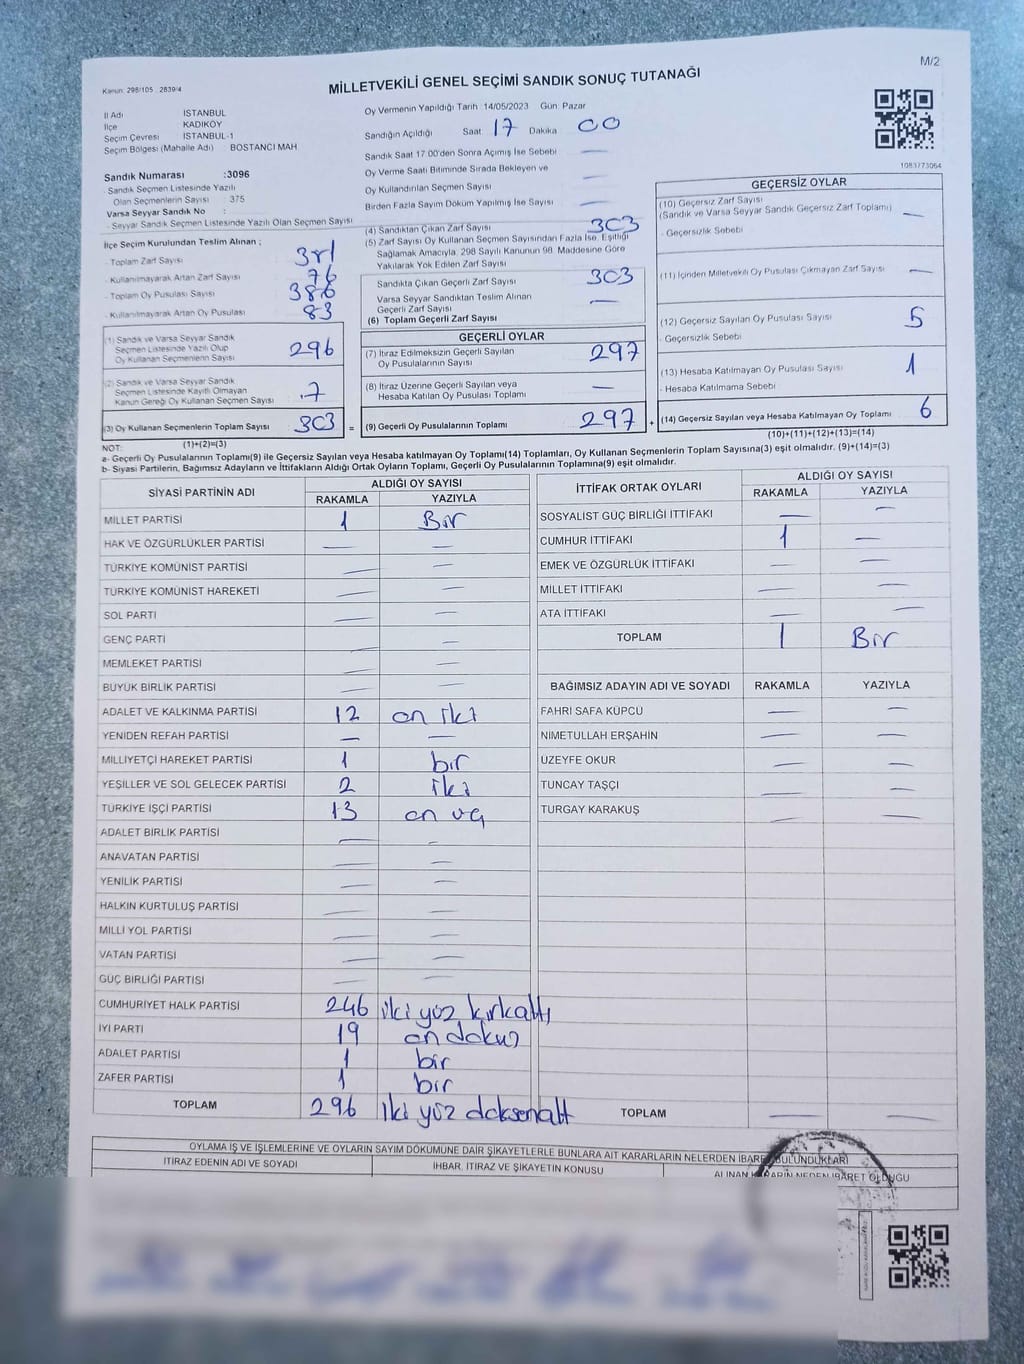 M/2
Kanun: 298/105 , 2839/4
MİLLETVEKİLİ GENEL SEÇİMİ SANDIK SONUÇ TUTANAĞI
İl Adı İSTANBUL
İlçe KADIKÖY
Seçim Çevresi İSTANBUL-1
Seçim Bölgesi (Mahalle Adı) BOSTANCI MAH
Sandık Numarası :3096
Sandık Seçmen Listesinde Yazılı
Olan Seçmenlerin Sayısı 375
Varsa Seyyar Sandık No :
Seyyar Sandık Seçmen Listesinde Yazılı Olan Seçmen Sayısı
İlçe Seçim Kurulundan Teslim Alınan ;
- Toplam Zarf Sayısı
- Kullanılmayarak Artan Zarf Sayısı 76
- Toplam Oy Pusulası Sayısı 386
- Kullanılmayarak Artan Oy Pusulası 83
(1) Sandık ve Varsa Seyyar Sandık
Seçmen Listesinde Yazılı Olup
Oy Kullanan Seçmenlerin Sayısı 296
(2) Sandık ve Varsa Seyyar Sandık
Seçmen Listesinde Kayıtlı Olmayan
Kanun Gereği Oy Kullanan Seçmen Sayısı 7
(3) Oy Kullanan Seçmenlerin Toplam Sayısı 303 =
(1)+(2)=(3)
Oy Vermenin Yapıldığı Tarih 14/05/2023 Gün Pazar
Sandığın Açıldığı Saat 17 Dakika 00
Sandık Saat 17:00'den Sonra Açılmış İse Sebebi —
Oy Verme Saati Bitiminde Sırada Bekleyen ve
Oy Kullandırılan Seçmen Sayısı —
Birden Fazla Sayım Döküm Yapılmış İse Sayısı —
(4) Sandıktan Çıkan Zarf Sayısı 303
(5) Zarf Sayısı Oy Kullanan Seçmen Sayısından Fazla İse, Eşitliği
Sağlamak Amacıyla, 298 Sayılı Kanunun 98. Maddesine Göre
Yakılarak Yok Edilen Zarf Sayısı
Sandıkta Çıkan Geçerli Zarf Sayısı 303
Varsa Seyyar Sandıktan Teslim Alınan
Geçerli Zarf Sayısı —
(6) Toplam Geçerli Zarf Sayısı
GEÇERLİ OYLAR
(7) İtiraz Edilmeksizin Geçerli Sayılan
Oy Pusulalarının Sayısı 297
(8) İtiraz Üzerine Geçerli Sayılan veya
Hesaba Katılan Oy Pusulası Toplamı —
(9) Geçerli Oy Pusulalarının Toplamı 297 +
1083773064
GEÇERSİZ OYLAR
(10) Geçersiz Zarf Sayısı
(Sandık ve Varsa Seyyar Sandık Geçersiz Zarf Toplamı) —
- Geçersizlik Sebebi
(11) İçinden Milletvekili Oy Pusulası Çıkmayan Zarf Sayısı —
(12) Geçersiz Sayılan Oy Pusulası Sayısı 5
- Geçersizlik Sebebi
(13) Hesaba Katılmayan Oy Pusulası Sayısı 1
- Hesaba Katılmama Sebebi
(14) Geçersiz Sayılan veya Hesaba Katılmayan Oy Toplamı 6
(10)+(11)+(12)+(13)=(14)
NOT:
a- Geçerli Oy Pusulalarının Toplamı(9) ile Geçersiz Sayılan veya Hesaba katılmayan Oy Toplamı(14) Toplamları, Oy Kullanan Seçmenlerin Toplam Sayısına(3) eşit olmalıdır. (9)+(14)=(3)
b- Siyasi Partilerin, Bağımsız Adayların ve İttifakların Aldığı Ortak Oyların Toplamı, Geçerli Oy Pusulalarının Toplamına(9) eşit olmalıdır.
SİYASİ PARTİNİN ADI ALDIĞI OY SAYISI
RAKAMLA YAZIYLA
MİLLET PARTİSİ 1 Bir
HAK VE ÖZGÜRLÜKLER PARTİSİ — —
TÜRKİYE KOMÜNİST PARTİSİ — —
TÜRKİYE KOMÜNİST HAREKETİ — —
SOL PARTİ — —
GENÇ PARTİ — —
MEMLEKET PARTİSİ — —
BÜYÜK BİRLİK PARTİSİ — —
ADALET VE KALKINMA PARTİSİ 12 on iki
YENİDEN REFAH PARTİSİ — —
MİLLİYETÇİ HAREKET PARTİSİ 1 bir
YEŞİLLER VE SOL GELECEK PARTİSİ 2 iki
TÜRKİYE İŞÇİ PARTİSİ 13 on üç
ADALET BİRLİK PARTİSİ — —
ANAVATAN PARTİSİ — —
YENİLİK PARTİSİ — —
HALKIN KURTULUŞ PARTİSİ — —
MİLLİ YOL PARTİSİ — —
VATAN PARTİSİ — —
GÜÇ BİRLİĞİ PARTİSİ — —
CUMHURİYET HALK PARTİSİ 246 iki yüz kırkaltı
İYİ PARTİ 19 on dokuz
ADALET PARTİSİ 1 bir
ZAFER PARTİSİ 1 bir
TOPLAM 296 iki yüz doksenaltı
İTTİFAK ORTAK OYLARI ALDIĞI OY SAYISI
RAKAMLA YAZIYLA
SOSYALİST GÜÇ BİRLİĞİ İTTİFAKI — —
CUMHUR İTTİFAKI 1 —
EMEK VE ÖZGÜRLÜK İTTİFAKI — —
MİLLET İTTİFAKI — —
ATA İTTİFAKI — —
TOPLAM 1 Bir
BAĞIMSIZ ADAYIN ADI VE SOYADI RAKAMLA YAZIYLA
FAHRİ SAFA KÜPCÜ — —
NİMETULLAH ERŞAHİN — —
ÜZEYFE OKUR — —
TUNCAY TAŞÇI — —
TURGAY KARAKUŞ — —
TOPLAM — —
OYLAMA İŞ VE İŞLEMLERİNE VE OYLARIN SAYIM DÖKÜMÜNE DAİR ŞİKAYETLERLE BUNLARA AİT KARARLARIN NELERDEN İBARET BULUNDUKLARI
İTİRAZ EDENİN ADI VE SOYADI İHBAR, İTİRAZ VE ŞİKAYETİN KONUSU ALINAN KARARIN NEDEN İBARET OLDUĞU